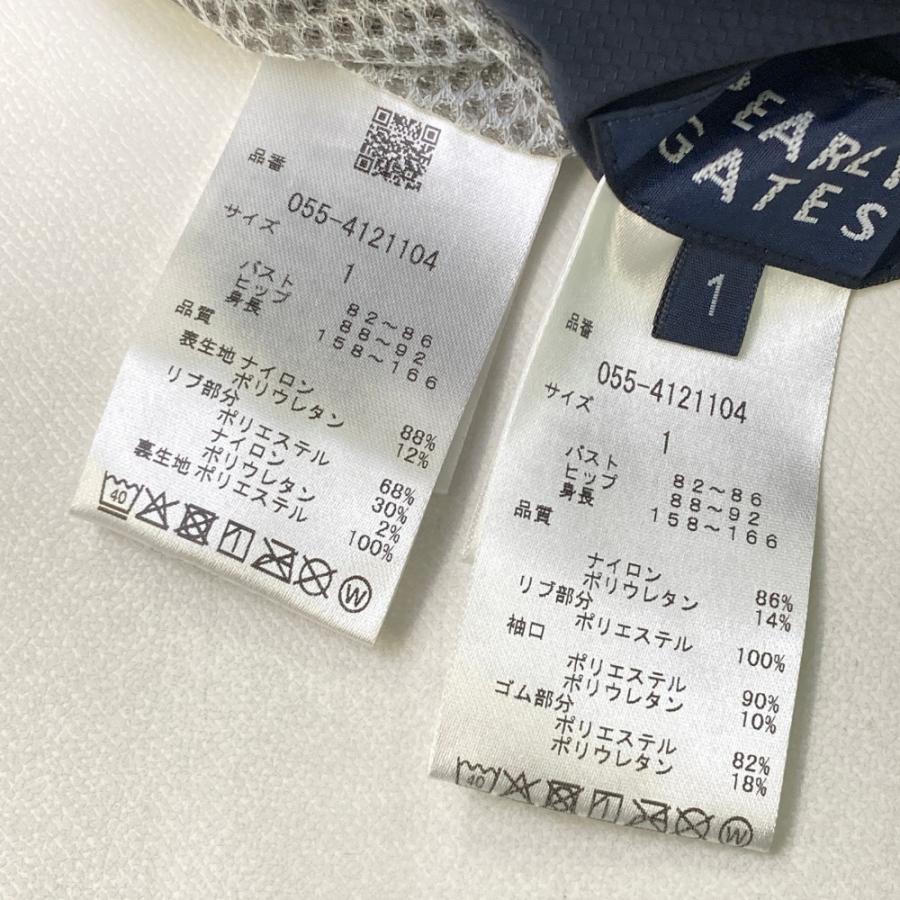 品番
055-4121104
サイズ
1
バスト 82～86
ヒップ 88～92
身長 158～166
品質
表生地 ナイロン 88%
ポリウレタン 12%
リブ部分
ポリエステル 68%
ナイロン 30%
ポリウレタン 2%
裏生地 ポリエステル 100%
40
W
PEARLY
GATES
1
品番
055-4121104
サイズ
1
バスト 82～86
ヒップ 88～92
身長 158～166
品質
ナイロン 86%
ポリウレタン 14%
リブ部分
ポリエステル 100%
袖口
ポリエステル 90%
ポリウレタン 10%
ゴム部分
ポリエステル 82%
ポリウレタン 18%
40
W